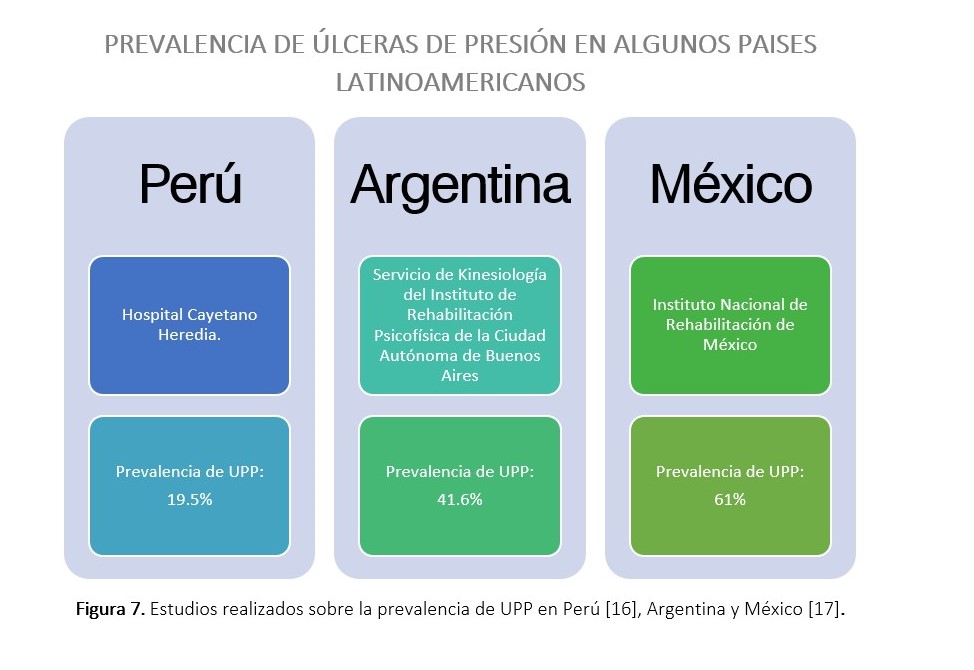 PREVALENCIA DE ÚLCERAS DE PRESIÓN EN ALGUNOS PAISES
LATINOAMERICANOS
Perú
Hospital Cayetano
Heredia.
Prevalencia de UPP:
19.5%
Argentina
Servicio de Kinesiología
del Instituto de
Rehabilitación
Psicofísica de la Ciudad
Autónoma de Buenos
Aires
Prevalencia de UPP:
41.6%
México
Instituto Nacional de
Rehabilitación de
México
Prevalencia de UPP:
61%
Figura 7. Estudios realizados sobre la prevalencia de UPP en Perú [16], Argentina y México [17].